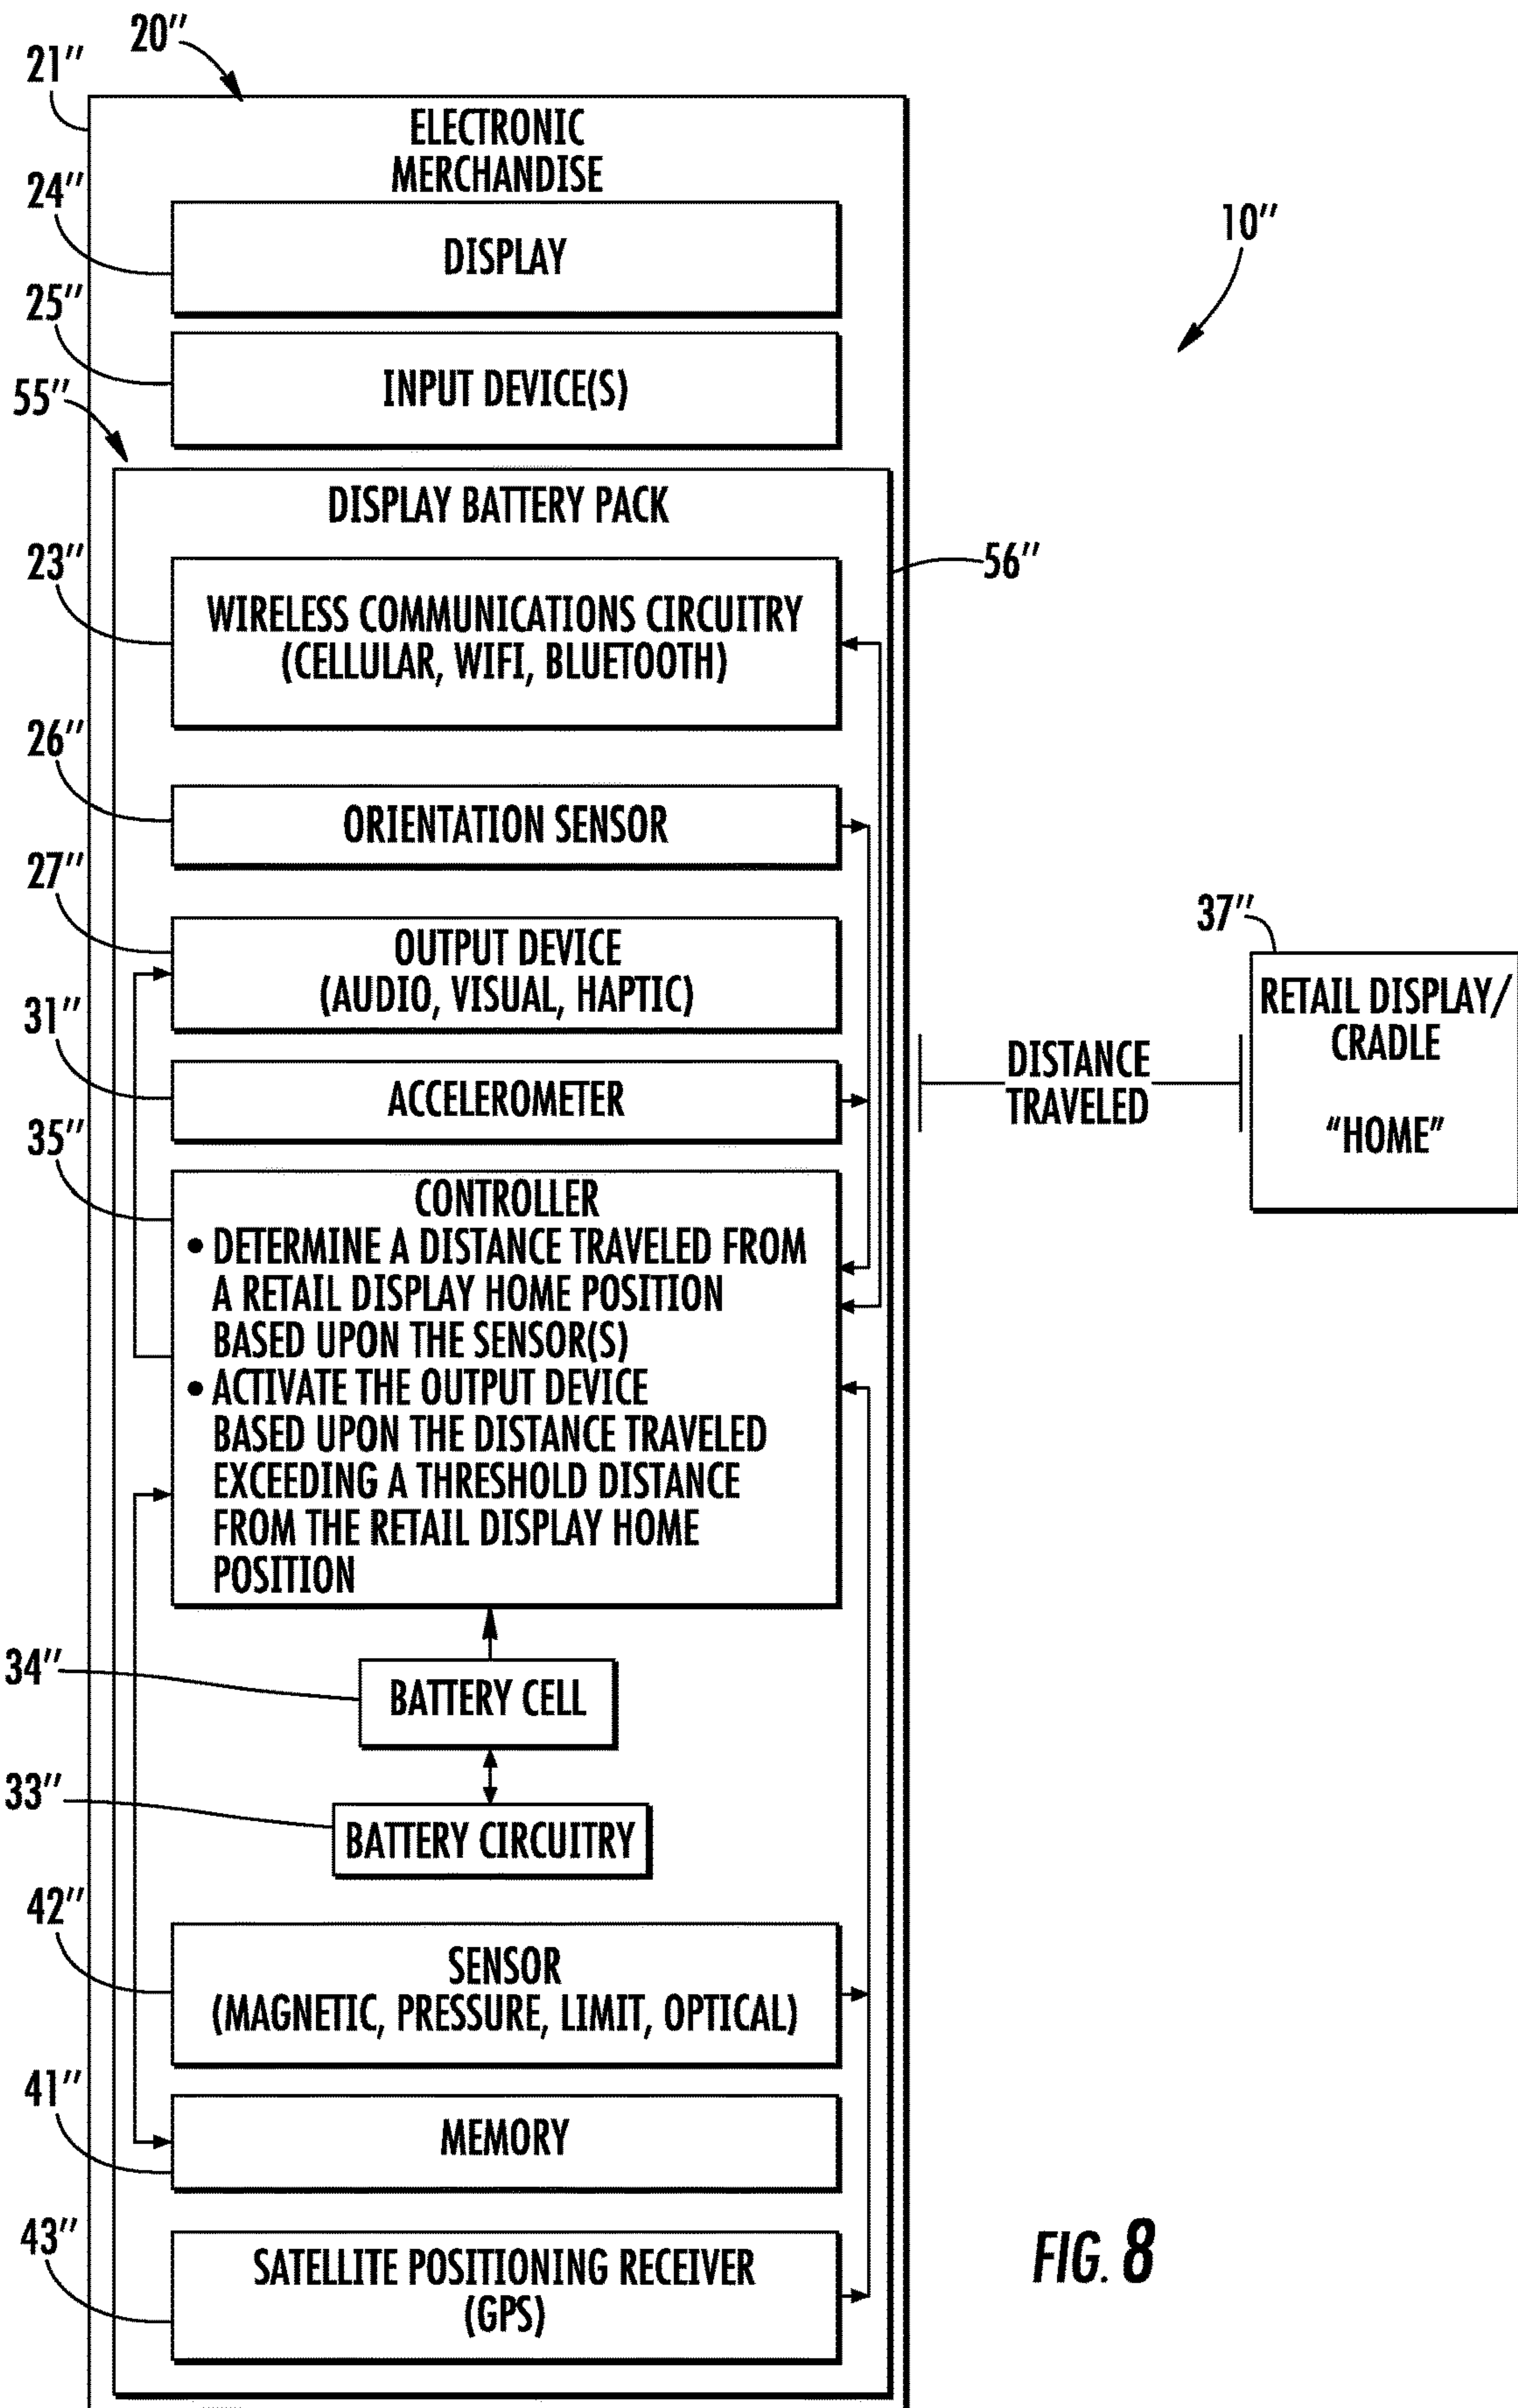 20''
21''
ELECTRONIC
MERCHANDISE
24''
DISPLAY
10''
25''
INPUT DEVICE(S)
55''
DISPLAY BATTERY PACK
23''
56''
WIRELESS COMMUNICATIONS CIRCUITRY
(CELLULAR, WIFI, BLUETOOTH)
26''
ORIENTATION SENSOR
27''
OUTPUT DEVICE
(AUDIO, VISUAL, HAPTIC)
37''
RETAIL DISPLAY/
CRADLE
"HOME"
DISTANCE
TRAVELED
31''
ACCELEROMETER
35''
CONTROLLER
• DETERMINE A DISTANCE TRAVELED FROM
A RETAIL DISPLAY HOME POSITION
BASED UPON THE SENSOR(S)
• ACTIVATE THE OUTPUT DEVICE
BASED UPON THE DISTANCE TRAVELED
EXCEEDING A THRESHOLD DISTANCE
FROM THE RETAIL DISPLAY HOME
POSITION
34''
BATTERY CELL
33''
BATTERY CIRCUITRY
42''
SENSOR
(MAGNETIC, PRESSURE, LIMIT, OPTICAL)
41''
MEMORY
43''
SATELLITE POSITIONING RECEIVER
(GPS)
FIG. 8